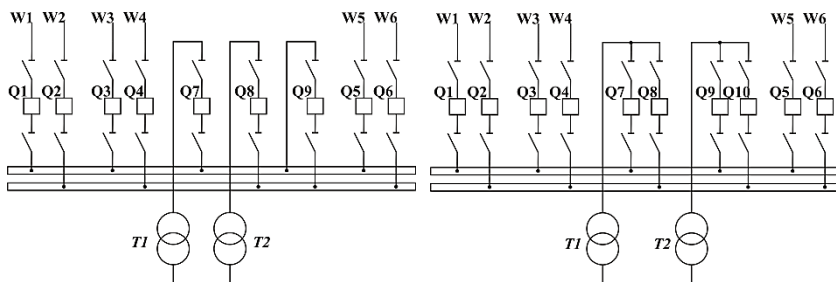 W1 W2 W3 W4 W5 W6
Q1 Q2 Q3 Q4 Q7 Q8 Q9 Q5 Q6
T1 T2
W1 W2 W3 W4 W5 W6
Q1 Q2 Q3 Q4 Q7 Q8 Q9 Q10 Q5 Q6
T1 T2